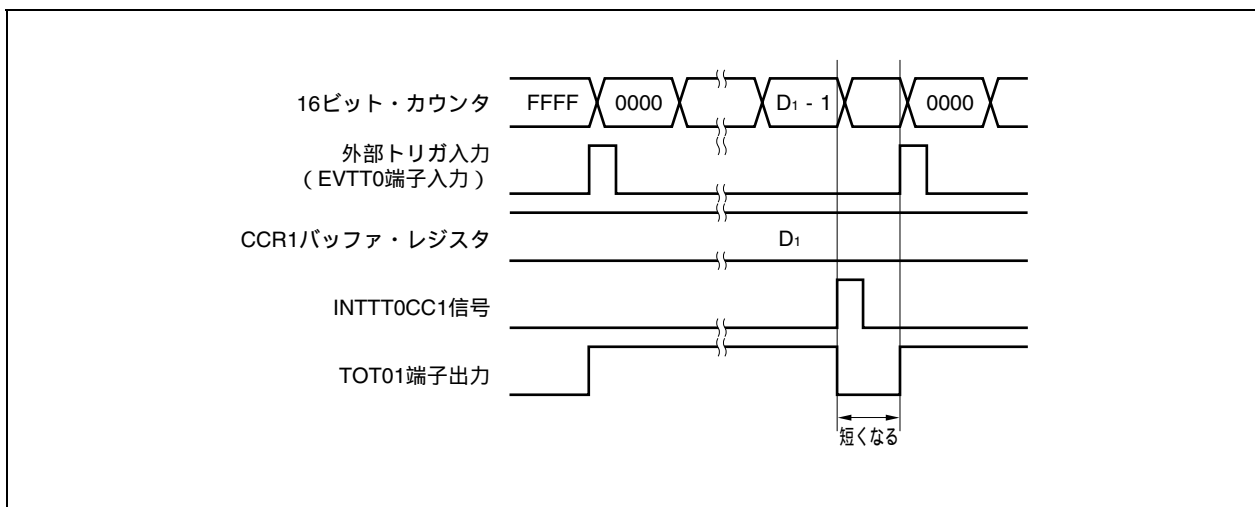 16ビット・カウンタ FFFF 0000 D1 - 1 0000
外部トリガ入力
（EVTT0端子入力）
CCR1バッファ・レジスタ D1
INTTT0CC1信号
TOT01端子出力
短くなる